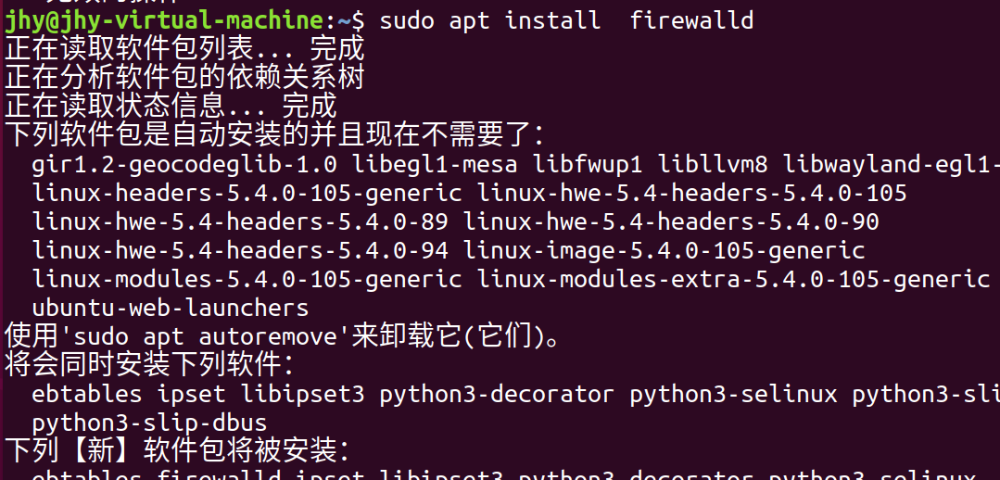 jhy@jhy-virtual-machine:~$ sudo apt install  firewalld
正在读取软件包列表... 完成
正在分析软件包的依赖关系树
正在读取状态信息... 完成
下列软件包是自动安装的并且现在不需要了:
  gir1.2-geocodeglib-1.0 libegl1-mesa libfwup1 libllvm8 libwayland-egl1-
  linux-headers-5.4.0-105-generic linux-hwe-5.4-headers-5.4.0-105
  linux-hwe-5.4-headers-5.4.0-89 linux-hwe-5.4-headers-5.4.0-90
  linux-hwe-5.4-headers-5.4.0-94 linux-image-5.4.0-105-generic
  linux-modules-5.4.0-105-generic linux-modules-extra-5.4.0-105-generic
  ubuntu-web-launchers
使用'sudo apt autoremove'来卸载它(它们)。
将会同时安装下列软件:
  ebtables ipset libipset3 python3-decorator python3-selinux python3-sli
  python3-slip-dbus
下列【新】软件包将被安装:
  ebtables firewalld ipset libipset3 python3-decorator python3-selinux